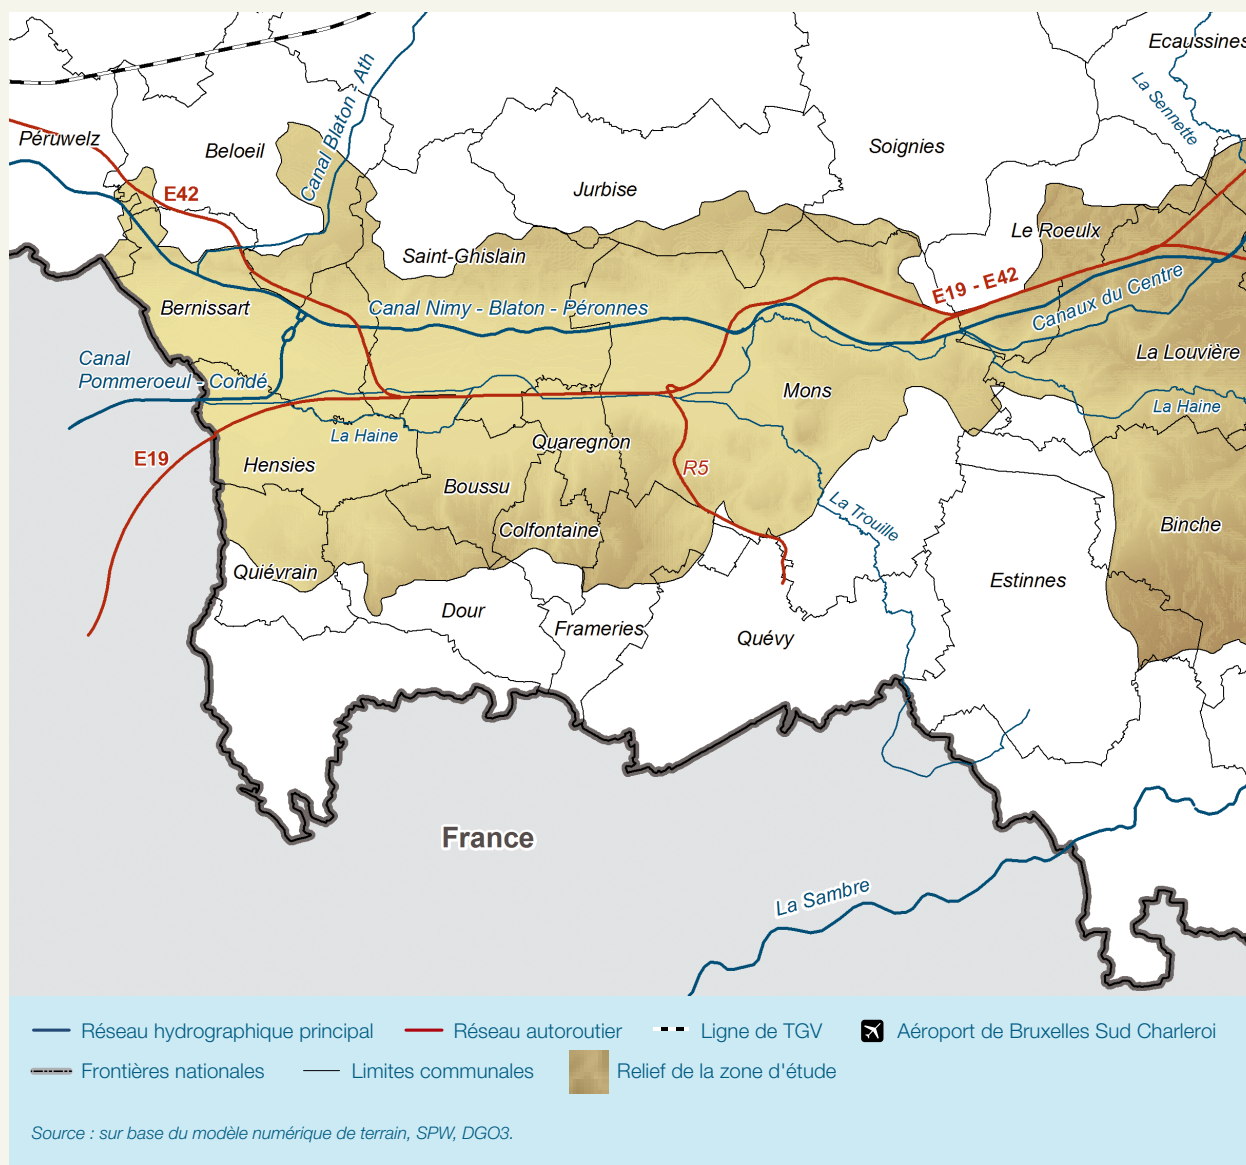 Ecaussines
La Sennette
Canal Blaton - Ath
Péruwelz
Beloeil
Soignies
Jurbise
E42
Le Roeulx
Saint-Ghislain
E19 - E42
Canaux du Centre
Bernissart
Canal Nimy - Blaton - Péronnes
La Louvière
Canal
Pommeroeul - Condé
Mons
La Haine
La Haine
Quaregnon
E19
Hensies
R5
Boussu
La Trouille
Colfontaine
Binche
Quiévrain
Estinnes
Dour
Frameries
Quévy
France
La Sambre
Réseau hydrographique principal
Réseau autoroutier
Ligne de TGV
Aéroport de Bruxelles Sud Charleroi
Frontières nationales
Limites communales
Relief de la zone d'étude
Source : sur base du modèle numérique de terrain, SPW, DGO3.